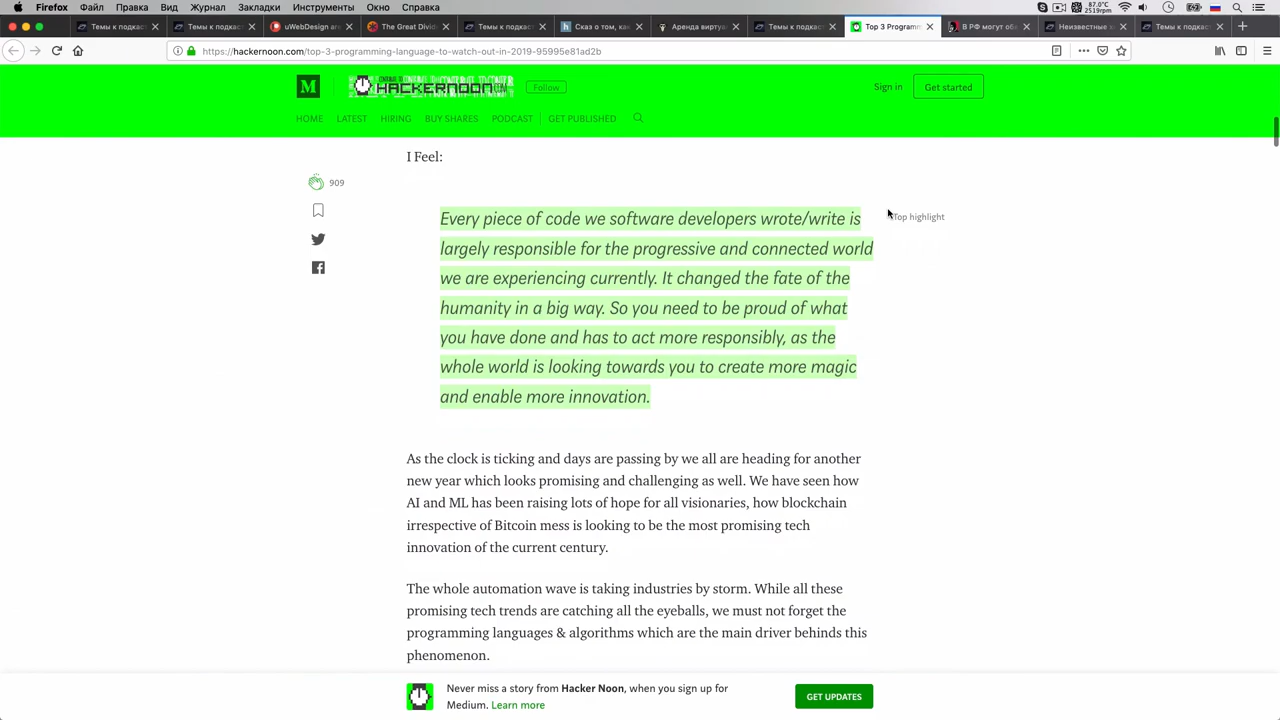 Firefox Файл Правка Вид Журнал Закладки Инструменты Окно Справка
87.0°C
2519rpm
Темы к подкаст
Темы к подкаст
uWebDesign
The Great Divid
Темы к подкаст
Сказ о том, как
Аренда виртуа
Темы к подкас
Top 3 Programm
В РФ могут об
Неизвестные х
Темы к подкаст
https://hackernoon.com/top-3-programming-language-to-watch-out-in-2019-95995e81ad2b
M
HACKERNOON
Follow
Sign in
Get started
HOME LATEST HIRING BUY SHARES PODCAST GET PUBLISHED
I Feel:
909
Every piece of code we software developers wrote/write is
Top highlight
largely responsible for the progressive and connected world
we are experiencing currently. It changed the fate of the
humanity in a big way. So you need to be proud of what
you have done and has to act more responsibly, as the
whole world is looking towards you to create more magic
and enable more innovation.
As the clock is ticking and days are passing by we all are heading for another
new year which looks promising and challenging as well. We have seen how
AI and ML has been raising lots of hope for all visionaries, how blockchain
irrespective of Bitcoin mess is looking to be the most promising tech
innovation of the current century.
The whole automation wave is taking industries by storm. While all these
promising tech trends are catching all the eyeballs, we must not forget the
programming languages & algorithms which are the main driver behinds this
phenomenon.
Never miss a story from Hacker Noon, when you sign up for
Medium. Learn more
GET UPDATES